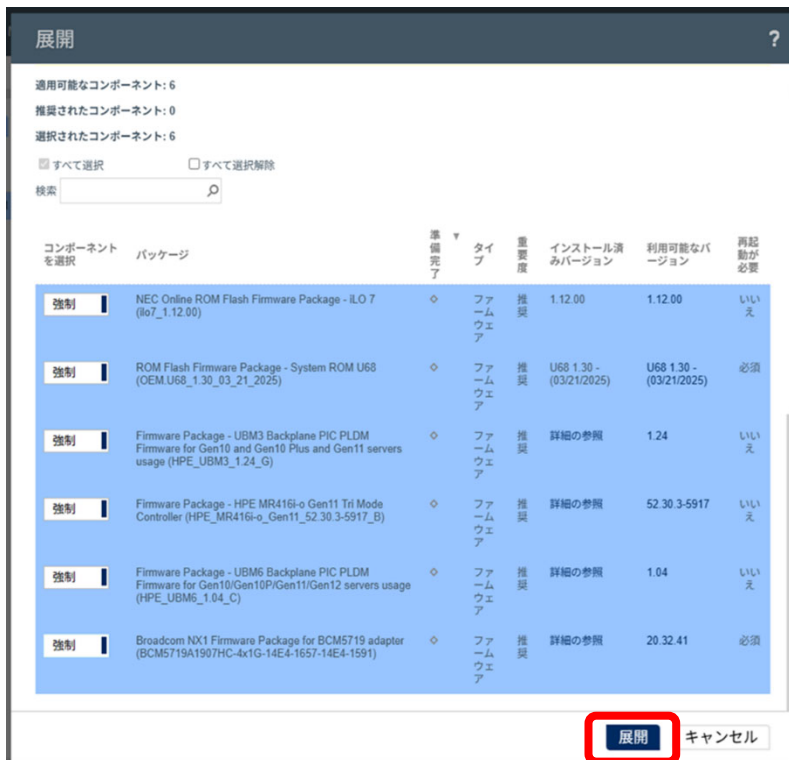 展開
?
適用可能なコンポーネント: 6
推奨されたコンポーネント: 0
選択されたコンポーネント: 6
すべて選択
すべて選択解除
検索
コンポーネント
を選択
パッケージ
準
備
完
了
タイ
プ
重
要
度
インストール済
みバージョン
利用可能なバ
ージョン
再起
動が
必要
強制
NEC Online ROM Flash Firmware Package - iLO 7
(ilo7_1.12.00)
ファ
ーム
ウェ
ア
推
奨
1.12.00
1.12.00
いい
え
強制
ROM Flash Firmware Package - System ROM U68
(OEM.U68_1.30_03_21_2025)
ファ
ーム
ウェ
ア
推
奨
U68 1.30 -
(03/21/2025)
U68 1.30 -
(03/21/2025)
必須
強制
Firmware Package - UBM3 Backplane PIC PLDM
Firmware for Gen10 and Gen10 Plus and Gen11 servers
usage (HPE_UBM3_1.24_G)
ファ
ーム
ウェ
ア
推
奨
詳細の参照
1.24
いい
え
強制
Firmware Package - HPE MR416i-o Gen11 Tri Mode
Controller (HPE_MR416i-o_Gen11_52.30.3-5917_B)
ファ
ーム
ウェ
ア
推
奨
詳細の参照
52.30.3-5917
いい
え
強制
Firmware Package - UBM6 Backplane PIC PLDM
Firmware for Gen10/Gen10P/Gen11/Gen12 servers usage
(HPE_UBM6_1.04_C)
ファ
ーム
ウェ
ア
推
奨
詳細の参照
1.04
いい
え
強制
Broadcom NX1 Firmware Package for BCM5719 adapter
(BCM5719A1907HC-4x1G-14E4-1657-14E4-1591)
ファ
ーム
ウェ
ア
推
奨
詳細の参照
20.32.41
必須
展開
キャンセル